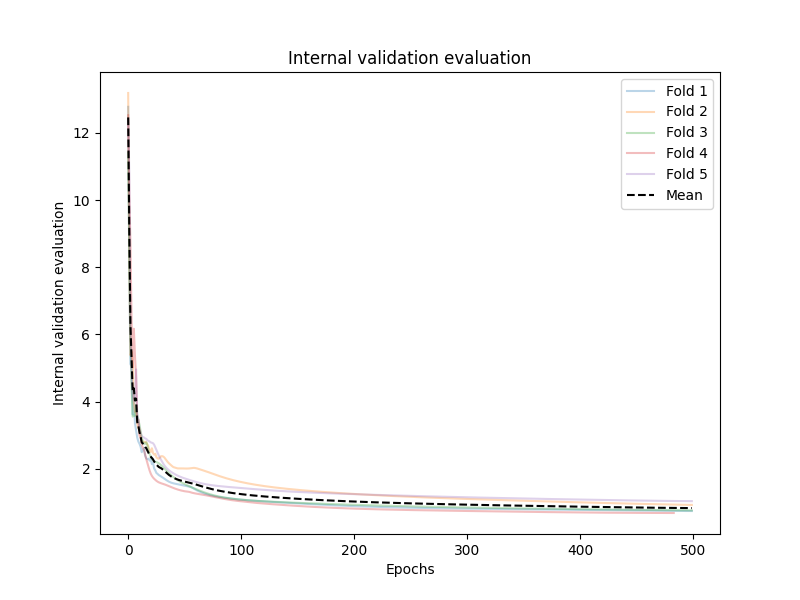 Internal validation evaluation
Internal validation evaluation
12
10
8
6
4
2
0
100
200
300
400
500
Epochs
Fold 1
Fold 2
Fold 3
Fold 4
Fold 5
Mean